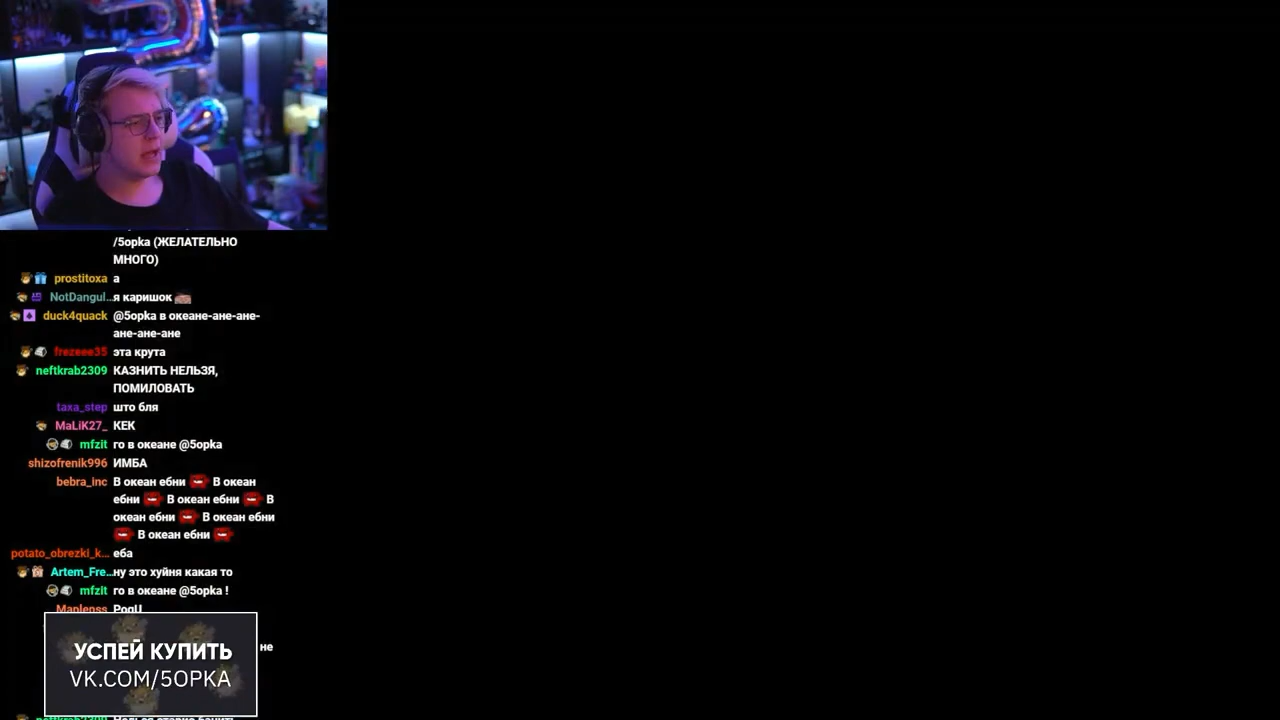 /5opka (ЖЕЛАТЕЛЬНО
МНОГО)
prostitoxa а
NotDangul... я каришок
duck4quack @5opka в океане-ане-ане-
ане-ане-ане
frezeee35 эта крута
neftkrab2309 КАЗНИТЬ НЕЛЬЗЯ,
ПОМИЛОВАТЬ
taxa_step што бля
MaLiK27_ КЕК
mfzit го в океане @5opka
shizofrenik996 ИМБА
bebra_inc В океан ебни В океан
ебни В океан ебни В
океан ебни В океан ебни
В океан ебни
potato_obrezki_k... еба
Artem_Fre... ну это хуйня какая то
mfzit го в океане @5opka !
Maplenss PogU
не
УСПЕЙ КУПИТЬ
VK.COM/5OPKA
neftkrab2309